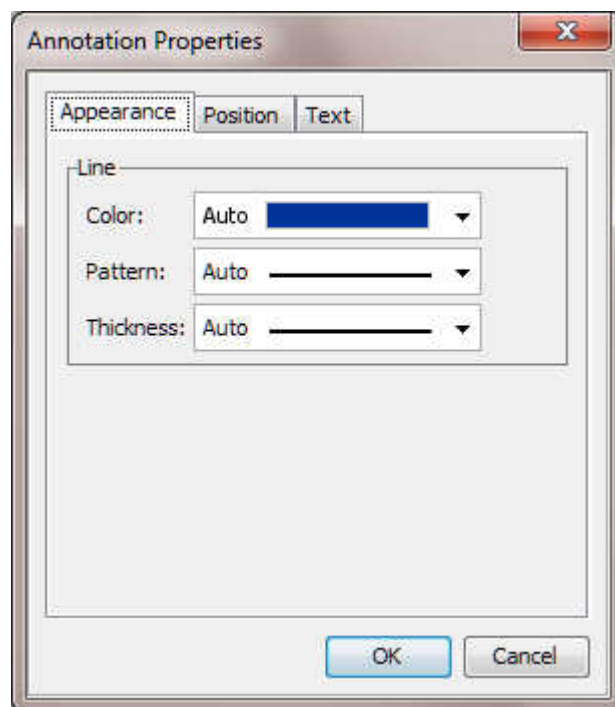 Annotation Properties
Appearance Position Text
Line
Color: Auto
Pattern: Auto
Thickness: Auto
OK Cancel